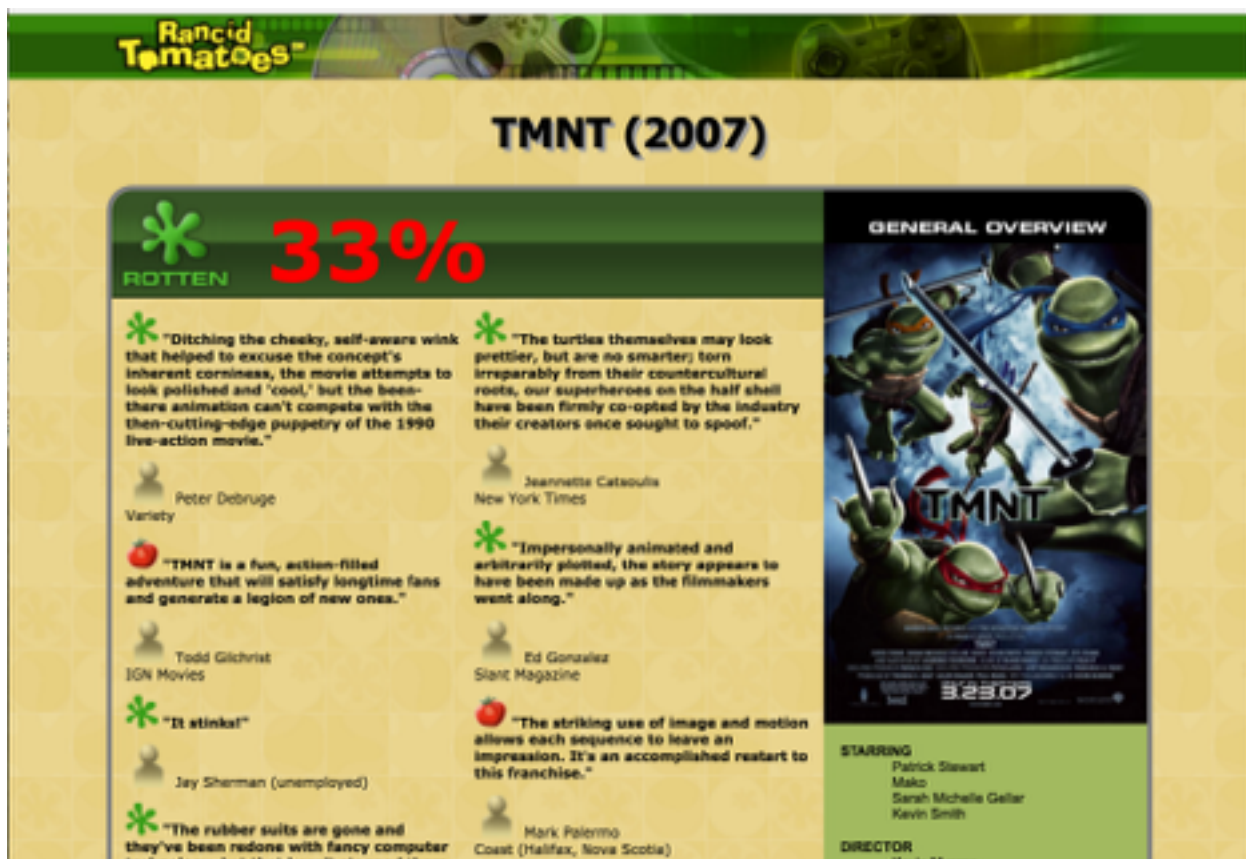 Rancid
Tomatoes™
TMNT (2007)
ROTTEN
33%
"Ditching the cheeky, self-aware wink
that helped to excuse the concept's
inherent corniness, the movie attempts to
look polished and 'cool,' but the been-
there animation can't compete with the
then-cutting-edge puppetry of the 1990
live-action movie."
Peter Debruge
Variety
"TMNT is a fun, action-filled
adventure that will satisfy longtime fans
and generate a legion of new ones."
Todd Gilchrist
IGN Movies
"It stinks!"
Jay Sherman (unemployed)
"The rubber suits are gone and
they've been redone with fancy computer
"The turtles themselves may look
prettier, but are no smarter; torn
irreparably from their countercultural
roots, our superheroes on the half shell
have been firmly co-opted by the industry
their creators once sought to spoof."
Jeannette Catsoulis
New York Times
"Impersonally animated and
arbitrarily plotted, the story appears to
have been made up as the filmmakers
went along."
Ed Gonzalez
Slant Magazine
"The striking use of image and motion
allows each sequence to leave an
impression. It's an accomplished restart to
this franchise."
Mark Palermo
Coast (Halifax, Nova Scotia)
GENERAL OVERVIEW
TMNT
3.23.07
STARRING
Patrick Stewart
Mako
Sarah Michelle Gellar
Kevin Smith
DIRECTOR